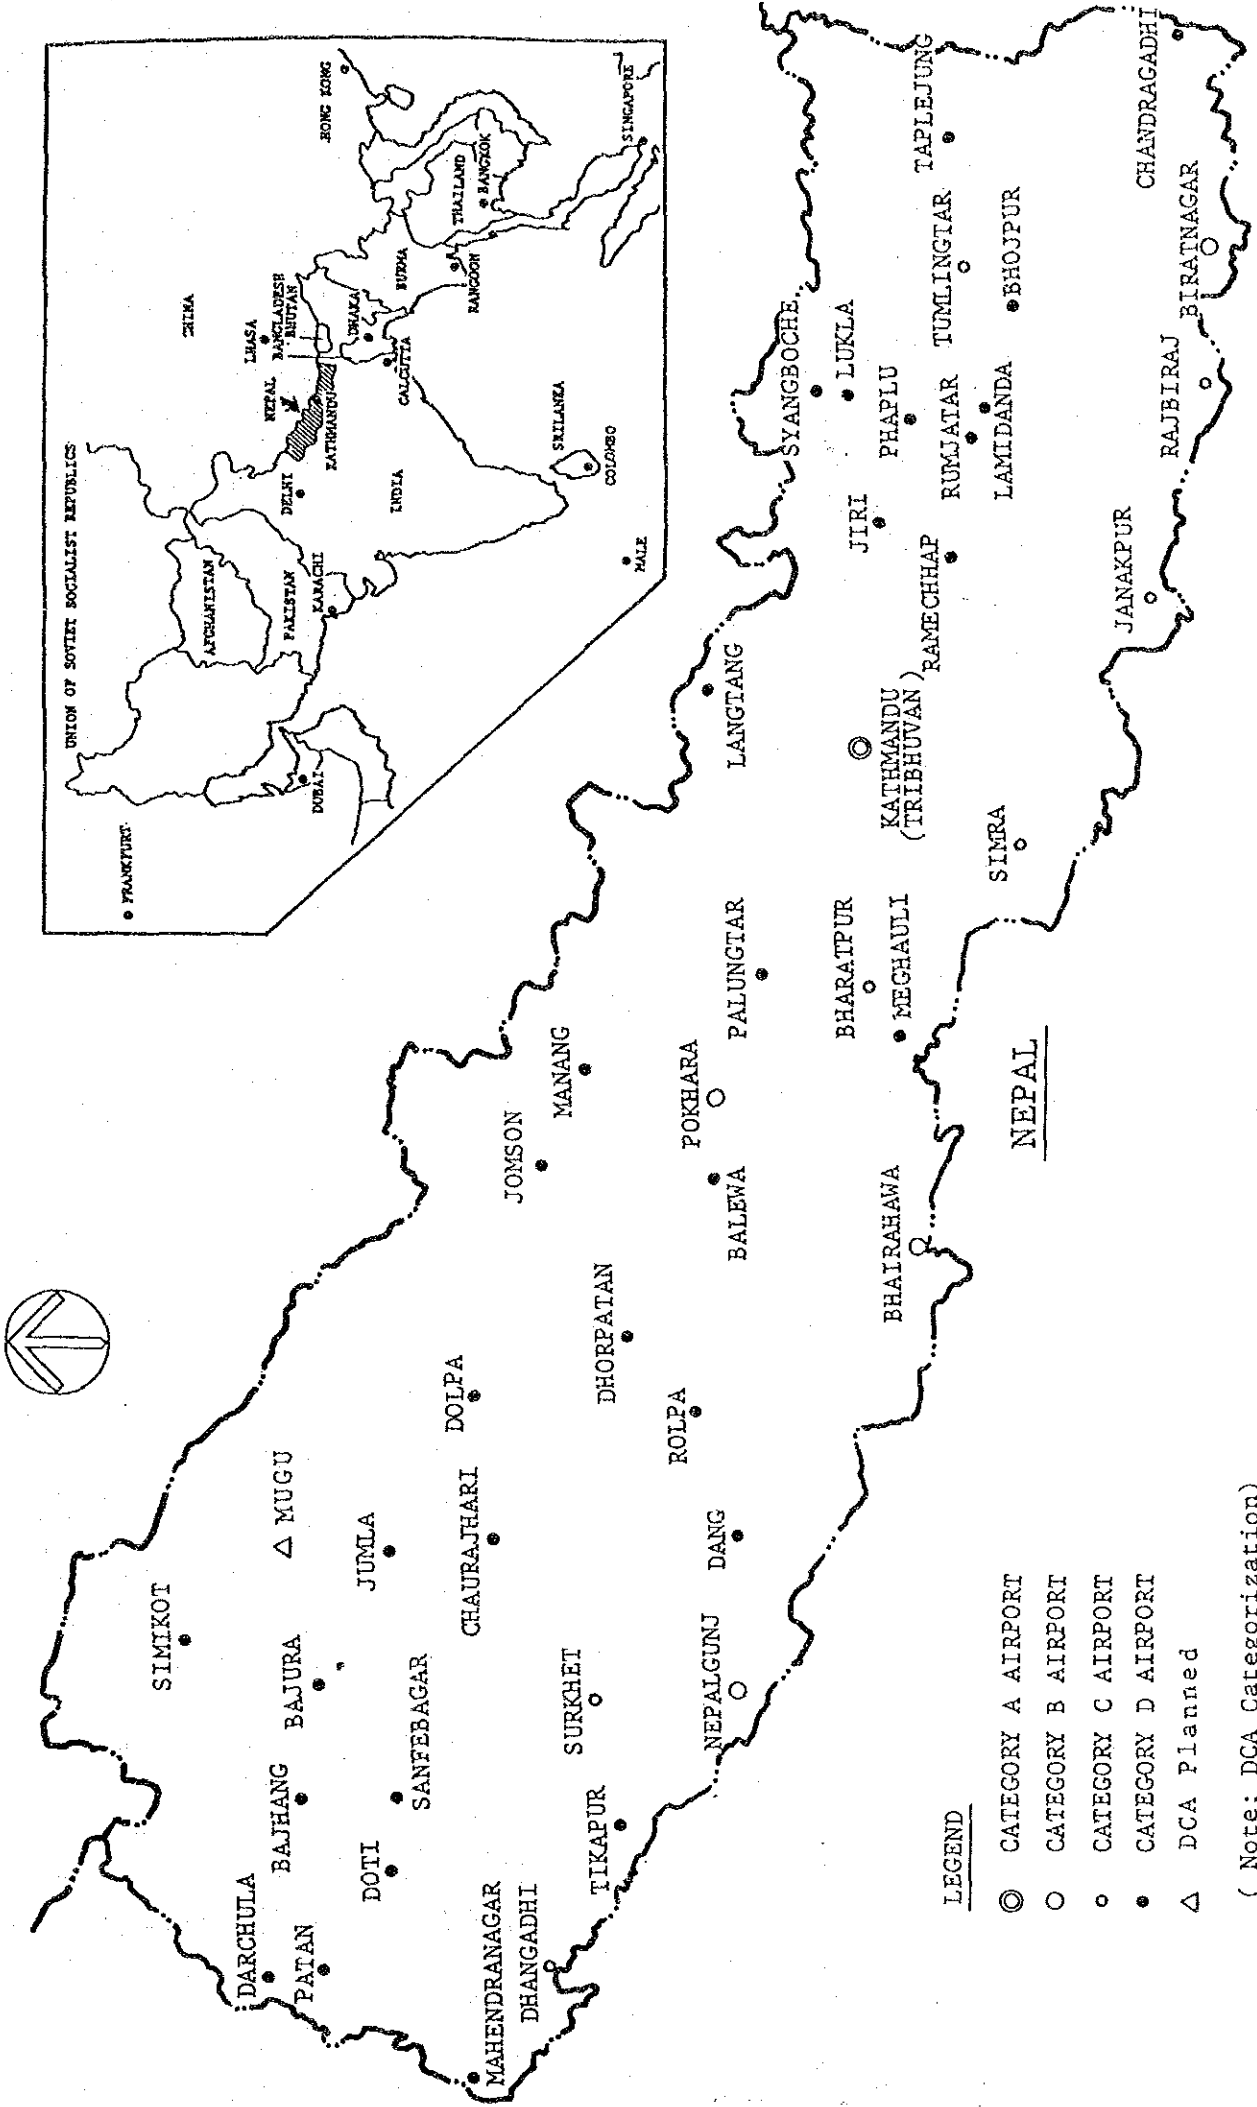 UNION OF SOVIET SOCIALIST REPUBLICS
FRANKFURT
CHINA
HONG KONG
AFGHANISTAN
PAKISTAN
KARACHI
DUBAI
DELHI
NEPAL
KATHMANDU
LHASA
BANGLADESH
BHUTAN
DHAKA
CALCUTTA
INDIA
BURMA
RANGOON
THAILAND
BANGKOK
SINGAPORE
SRILANKA
COLOMBO
MALE
SIMIKOT
MUGU
DARCHULA
BAJHANG
BAJURA
PATAN
DOTI
SANFEBAGAR
JUMLA
DOLPA
CHAURAJHARI
MAHENDRANAGAR
DHANGADHI
TIKAPUR
SURKHET
NEPALGUNJ
DANG
ROLPA
DHORPATAN
JOMSON
MANANG
BALEWA
POKHARA
PALUNGTAR
BHAIRAHAWA
BHARATPUR
MEGHAULI
LANGTANG
KATHMANDU
(TRIBHUVAN)
SIMRA
JIRI
RAMECHHAP
JANAKPUR
SYANGBOCHE
LUKLA
PHAPLU
RUMJATAR
LAMIDANDA
RAJBIRAJ
TUMLINGTAR
BHOJPUR
BIRATNAGAR
TAPLEJUNG
CHANDRAGADHI
NEPAL
LEGEND
CATEGORY A AIRPORT
CATEGORY B AIRPORT
CATEGORY C AIRPORT
CATEGORY D AIRPORT
DCA Planned
( Note: DCA Categorization)